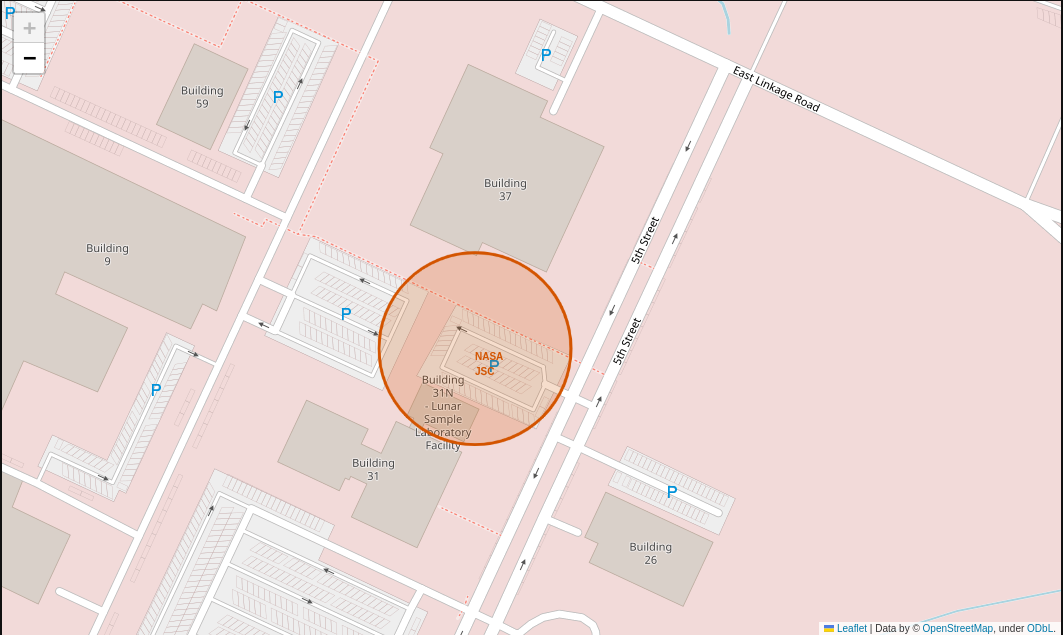 P
+
−
East Linkage Road
P
Building
59
P
Building
37
5th Street
Building
9
P
5th Street
NASA
JSC
P
Building
31N
- Lunar
Sample
Laboratory
Facility
P
Building
31
P
Building
26
Leaflet | Data by © OpenStreetMap, under ODbL.